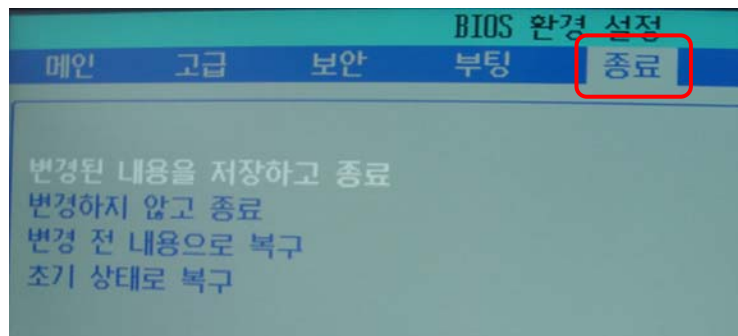 BIOS 환경 설정
메인 고급 보안 부팅 종료
변경된 내용을 저장하고 종료
변경하지 않고 종료
변경 전 내용으로 복구
초기 상태로 복구